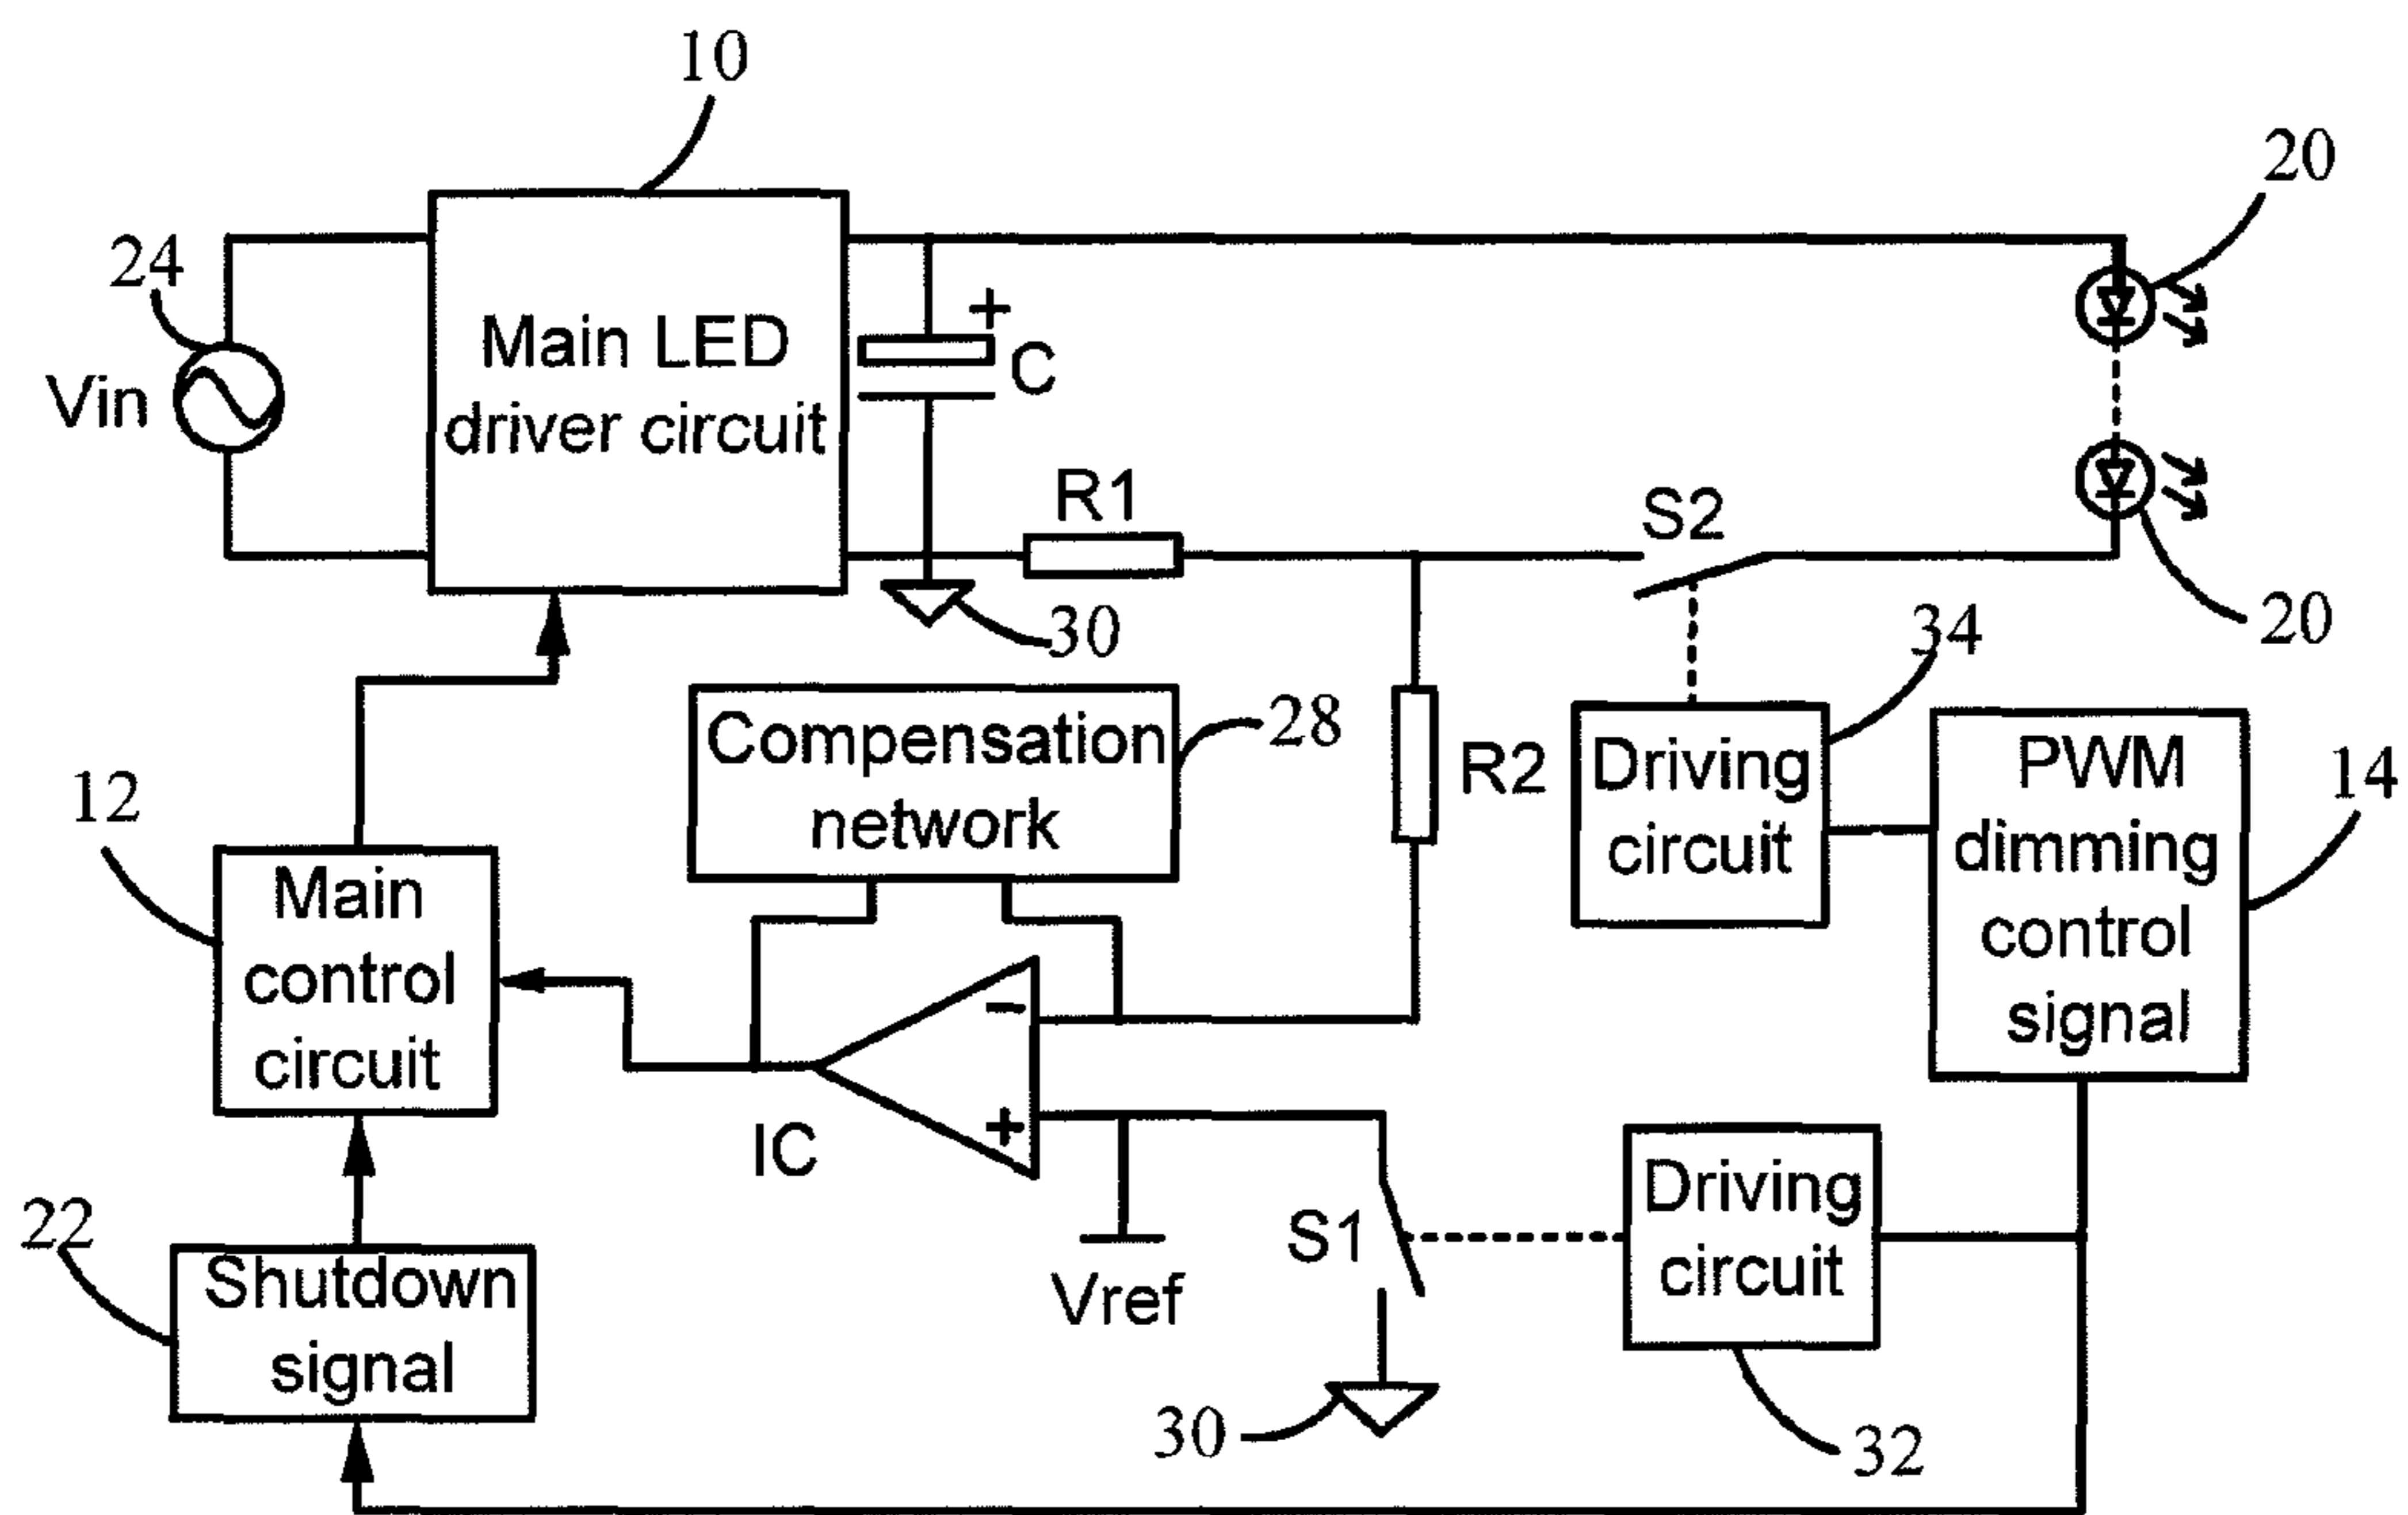 10
20
24
Vin
Main LED
driver circuit
+
C
R1
S2
30
20
34
Compensation
network
28
R2
Driving
circuit
PWM
dimming
control
signal
14
12
Main
control
circuit
−
+
IC
Vref
S1
Driving
circuit
22
Shutdown
signal
30
32